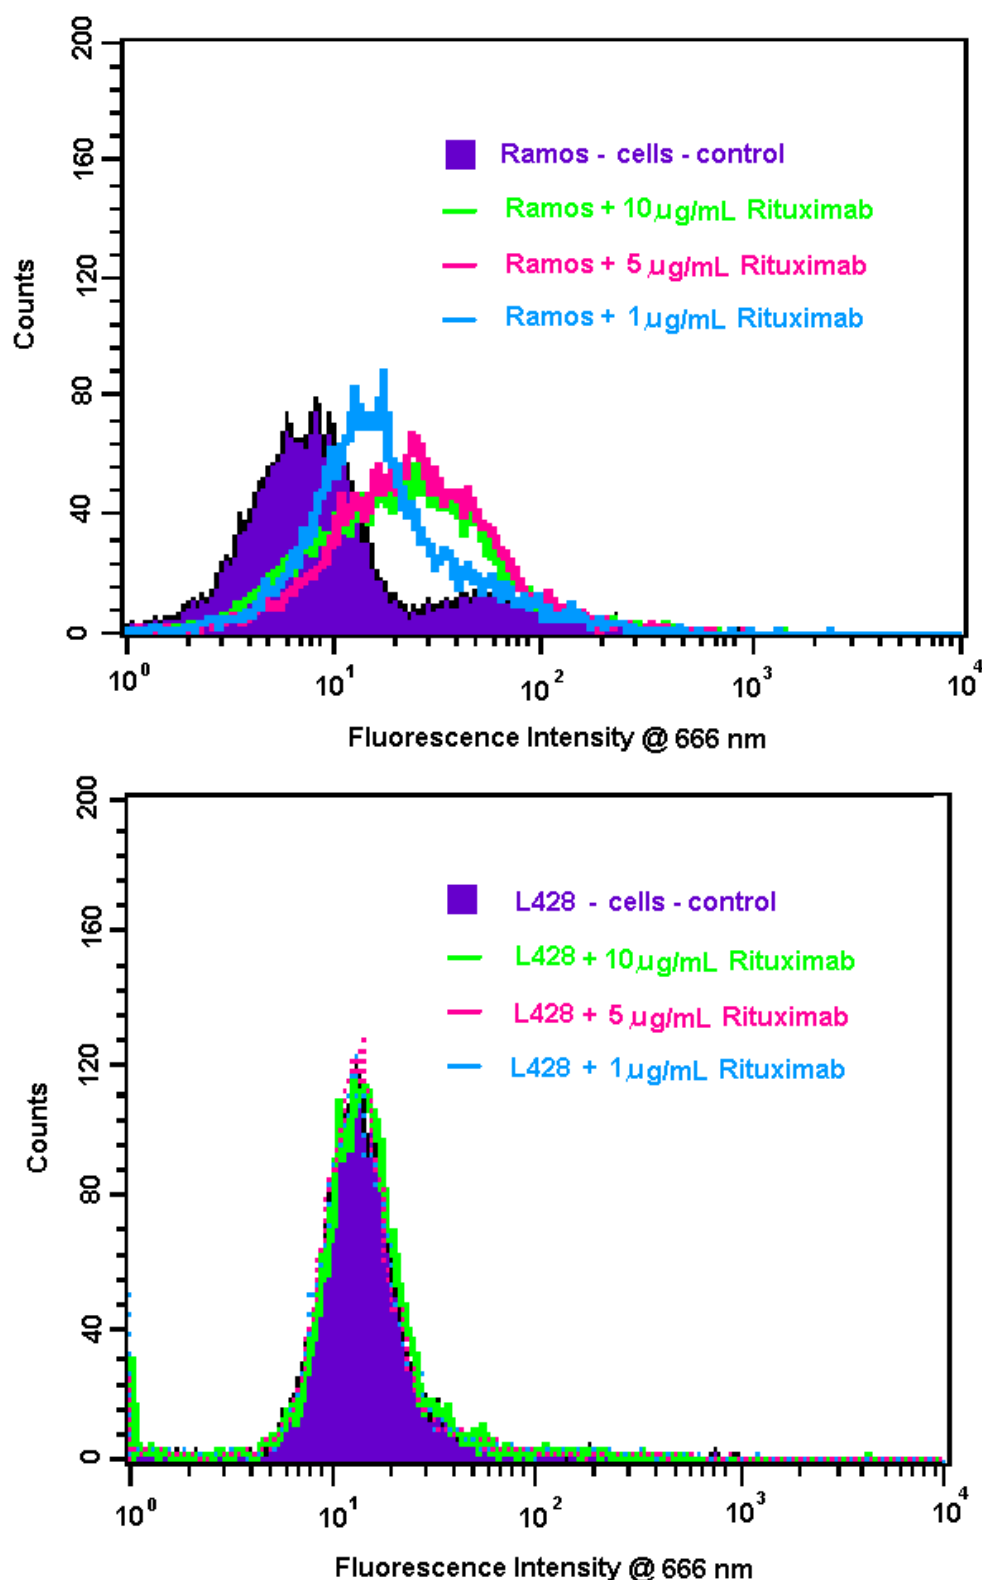 200
160
120
80
40
0
Counts
Ramos - cells - control
Ramos + 10 µg/mL Rituximab
Ramos + 5 µg/mL Rituximab
Ramos + 1 µg/mL Rituximab
10⁰ 10¹ 10² 10³ 10⁴
Fluorescence Intensity @ 666 nm
200
160
120
80
40
0
Counts
L428 - cells - control
L428 + 10 µg/mL Rituximab
L428 + 5 µg/mL Rituximab
L428 + 1 µg/mL Rituximab
10⁰ 10¹ 10² 10³ 10⁴
Fluorescence Intensity @ 666 nm